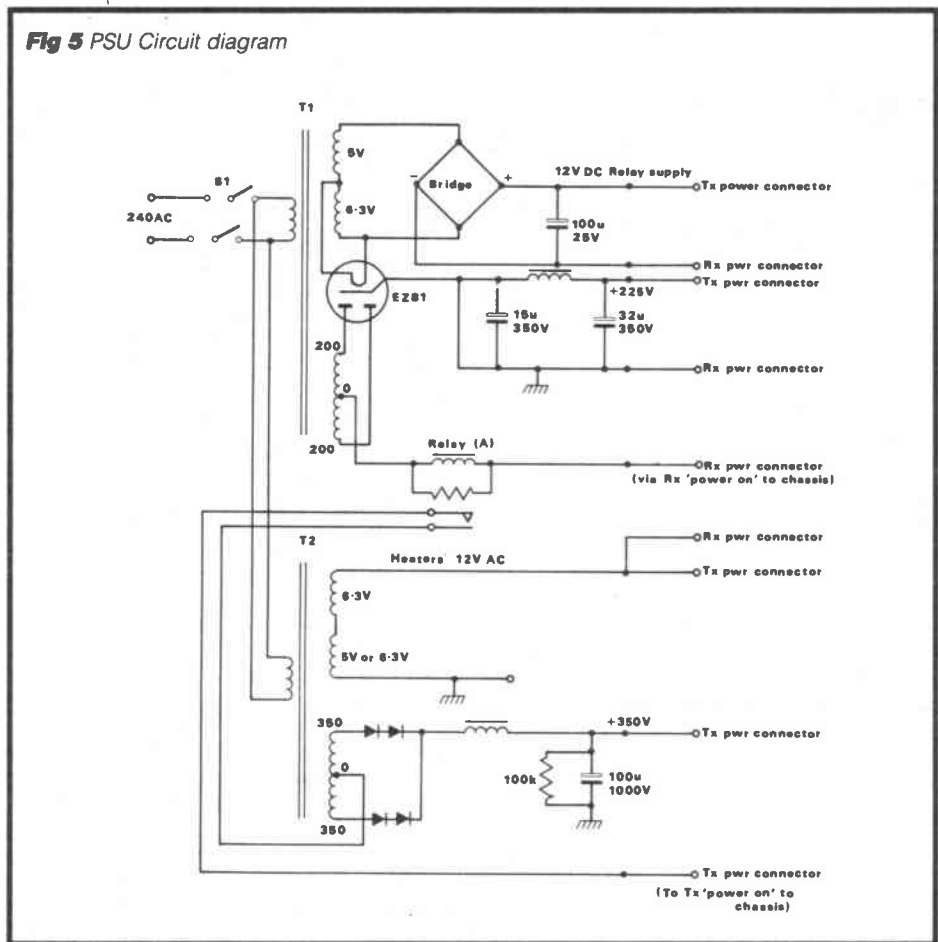 Fig 5 PSU Circuit diagram
T1
5V
6·3V
S1
240AC
Bridge
-
+
12V DC Relay supply
Tx power connector
100u
25V
Rx pwr connector
Tx pwr connector
+225V
EZ81
15u
350V
32u
350V
Rx pwr connector
200
0
200
Relay (A)
Rx pwr connector
(via Rx 'power on' to chassis)
T2
Rx pwr connector
Heaters 12V AC
Tx pwr connector
6·3V
5V or 6·3V
350
0
350
+350V
Tx pwr connector
100k
100u
1000V
Tx pwr connector
(To Tx 'power on' to
chassis)